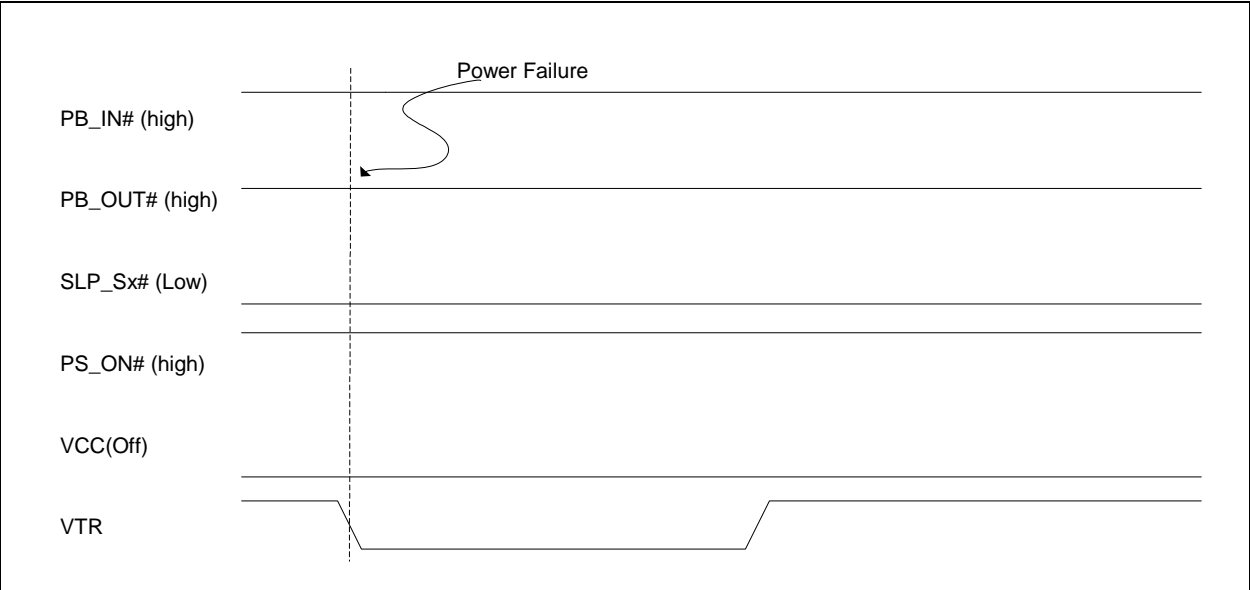 Power Failure
PB_IN# (high)
PB_OUT# (high)
SLP_Sx# (Low)
PS_ON# (high)
VCC(Off)
VTR